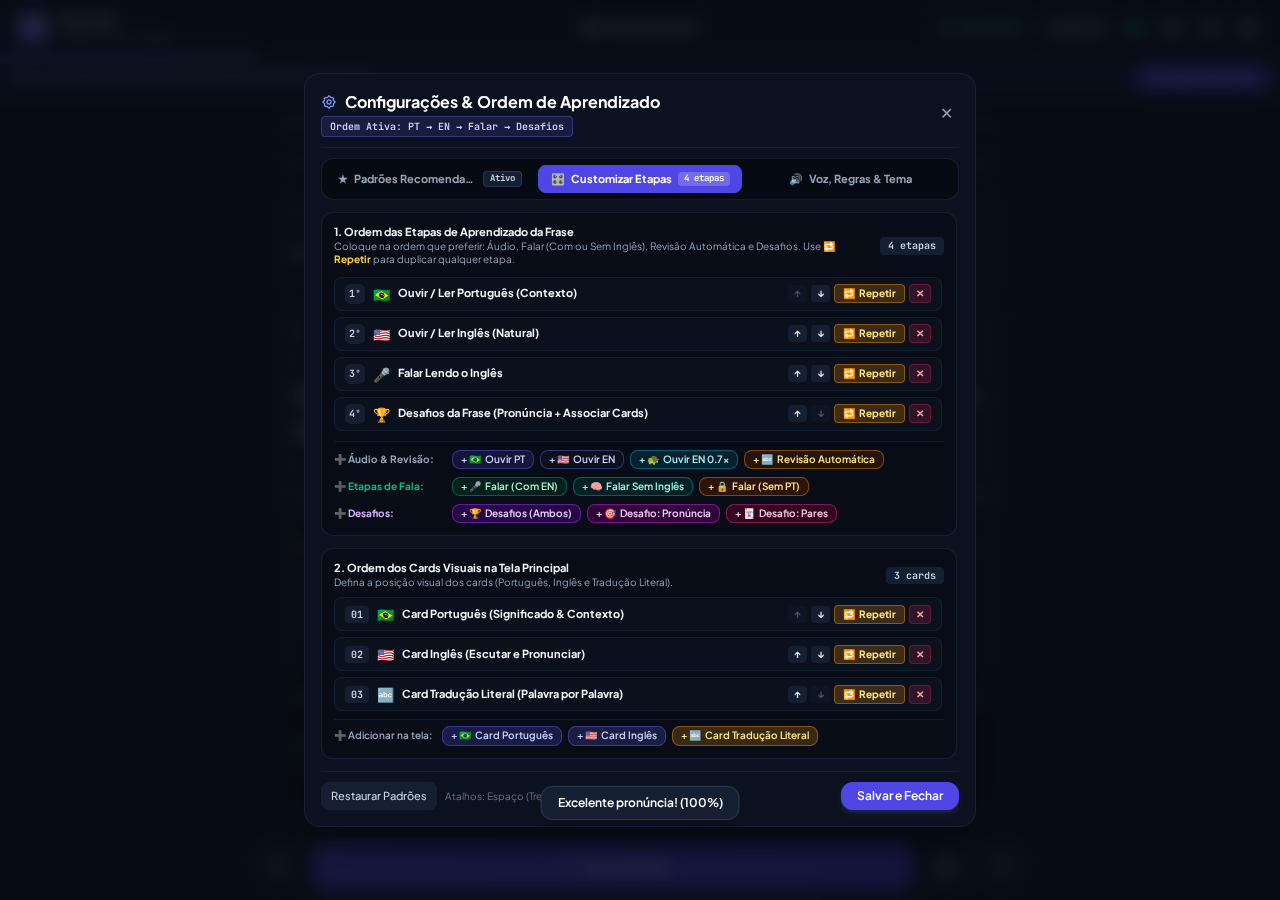 Configurações & Ordem de Aprendizado
Ordem Ativa: PT → EN → Falar → Desafios
✕
★ Padrões Recomenda... Ativo
🎛️ Customizar Etapas 4 etapas
🔊 Voz, Regras & Tema
1. Ordem das Etapas de Aprendizado da Frase
Coloque na ordem que preferir: Áudio, Falar (Com ou Sem Inglês), Revisão Automática e Desafios. Use 🔁
Repetir para duplicar qualquer etapa.
4 etapas
1° 🇧🇷 Ouvir / Ler Português (Contexto) ↑ ↓ 🔁 Repetir ✕
2° 🇺🇸 Ouvir / Ler Inglês (Natural) ↑ ↓ 🔁 Repetir ✕
3° 🎤 Falar Lendo o Inglês ↑ ↓ 🔁 Repetir ✕
4° 🏆 Desafios da Frase (Pronúncia + Associar Cards) ↑ ↓ 🔁 Repetir ✕
➕ Áudio & Revisão: + 🇧🇷 Ouvir PT + 🇺🇸 Ouvir EN + 🐢 Ouvir EN 0.7x + 🔤 Revisão Automática
➕ Etapas de Fala: + 🎤 Falar (Com EN) + 🧠 Falar Sem Inglês + 🔒 Falar (Sem PT)
➕ Desafios: + 🏆 Desafios (Ambos) + 🎯 Desafio: Pronúncia + 🃏 Desafio: Pares
2. Ordem dos Cards Visuais na Tela Principal
Defina a posição visual dos cards (Português, Inglês e Tradução Literal).
3 cards
01 🇧🇷 Card Português (Significado & Contexto) ↑ ↓ 🔁 Repetir ✕
02 🇺🇸 Card Inglês (Escutar e Pronunciar) ↑ ↓ 🔁 Repetir ✕
03 🔤 Card Tradução Literal (Palavra por Palavra) ↑ ↓ 🔁 Repetir ✕
➕ Adicionar na tela: + 🇧🇷 Card Português + 🇺🇸 Card Inglês + 🔤 Card Tradução Literal
Restaurar Padrões
Atalhos: Espaço
Excelente pronúncia! (100%)
Salvar e Fechar